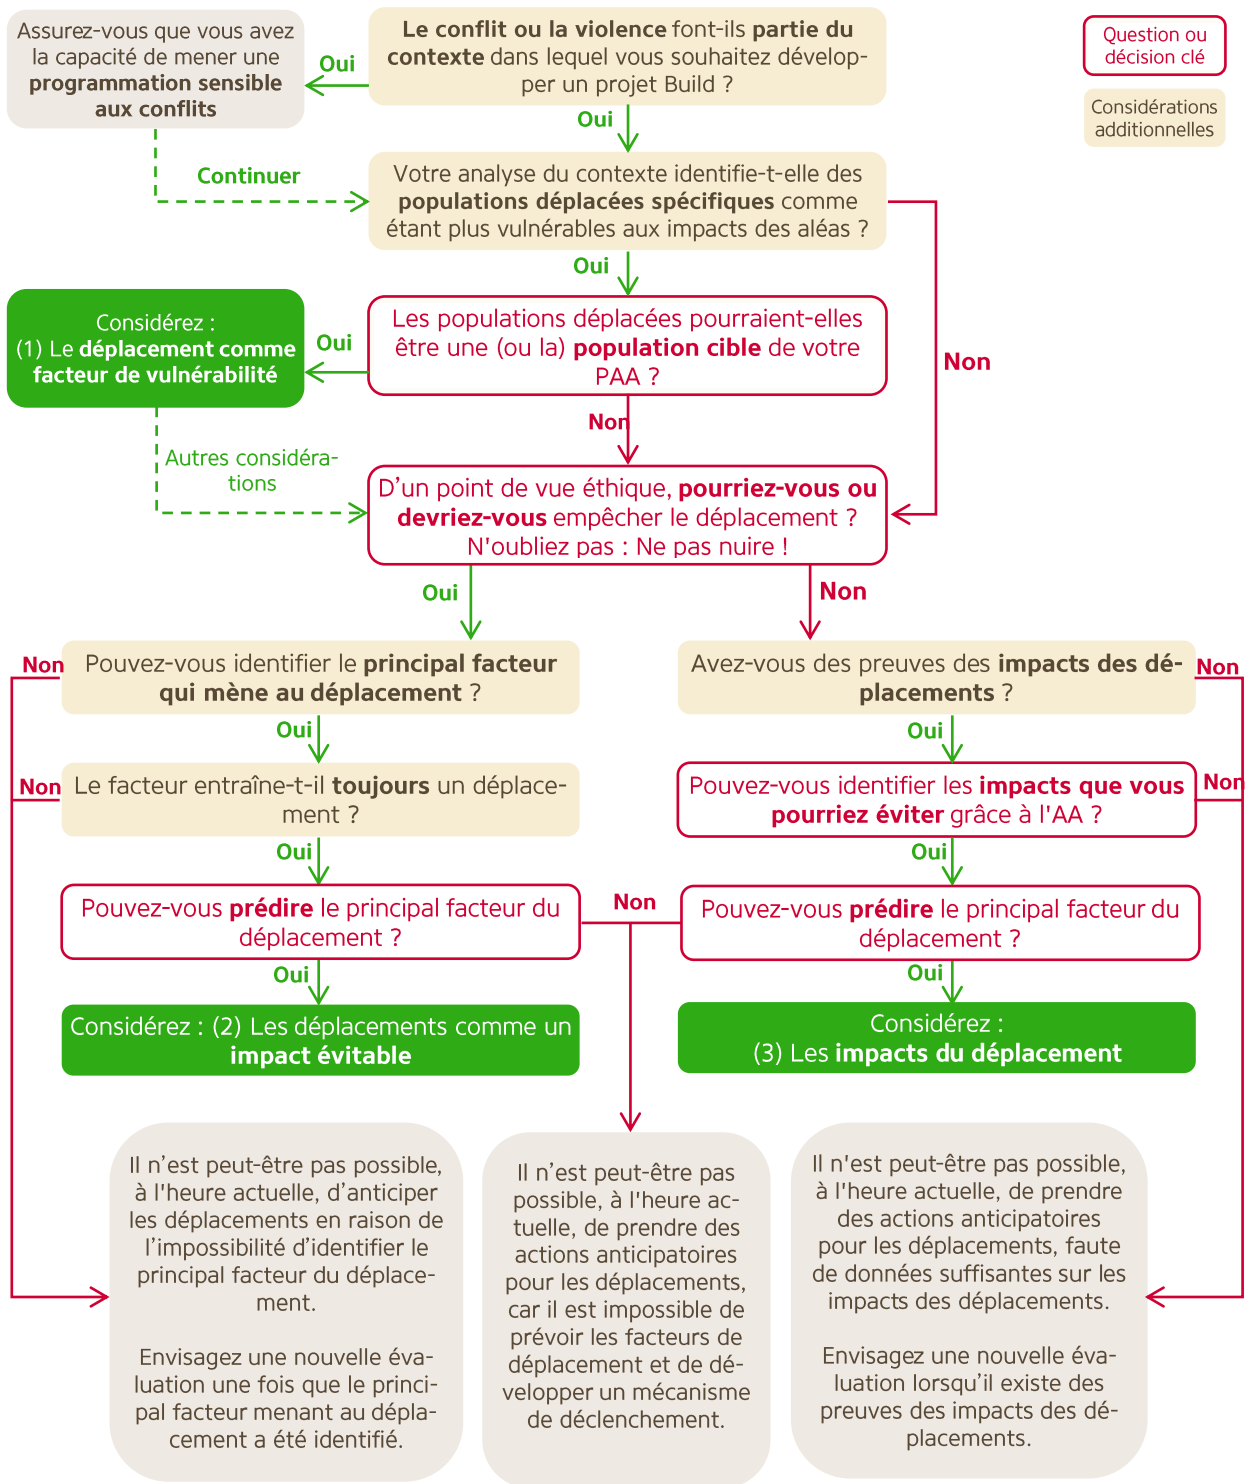 Assurez-vous que vous avez
la capacité de mener une
programmation sensible
aux conflits
Oui
Le conflit ou la violence font-ils partie du
contexte dans lequel vous souhaitez dévelop-
per un projet Build ?
Question ou
décision clé
Considérations
additionnelles
Oui
Continuer
Votre analyse du contexte identifie-t-elle des
populations déplacées spécifiques comme
étant plus vulnérables aux impacts des aléas ?
Oui
Non
Considérez :
(1) Le déplacement comme
facteur de vulnérabilité
Oui
Les populations déplacées pourraient-elles
être une (ou la) population cible de votre
PAA ?
Non
Autres considéra-
tions
D’un point de vue éthique, pourriez-vous ou
devriez-vous empêcher le déplacement ?
N'oubliez pas : Ne pas nuire !
Oui
Non
Non
Pouvez-vous identifier le principal facteur
qui mène au déplacement ?
Avez-vous des preuves des impacts des dé-
placements ?
Non
Oui
Oui
Non
Le facteur entraîne-t-il toujours un déplace-
ment ?
Pouvez-vous identifier les impacts que vous
pourriez éviter grâce à l'AA ?
Non
Oui
Oui
Pouvez-vous prédire le principal facteur du
déplacement ?
Non
Pouvez-vous prédire le principal facteur du
déplacement ?
Oui
Oui
Considérez : (2) Les déplacements comme un
impact évitable
Considérez :
(3) Les impacts du déplacement
Il n’est peut-être pas possible,
à l'heure actuelle, d’anticiper
les déplacements en raison de
l’impossibilité d’identifier le
principal facteur du déplace-
ment.
Envisagez une nouvelle éva-
luation une fois que le princi-
pal facteur menant au dépla-
cement a été identifié.
Il n’est peut-être pas
possible, à l'heure ac-
tuelle, de prendre des
actions anticipatoires
pour les déplacements,
car il est impossible de
prévoir les facteurs de
déplacement et de dé-
velopper un mécanisme
de déclenchement.
Il n'est peut-être pas possible,
à l'heure actuelle, de prendre
des actions anticipatoires
pour les déplacements, faute
de données suffisantes sur les
impacts des déplacements.
Envisagez une nouvelle éva-
luation lorsqu’il existe des
preuves des impacts des dé-
placements.